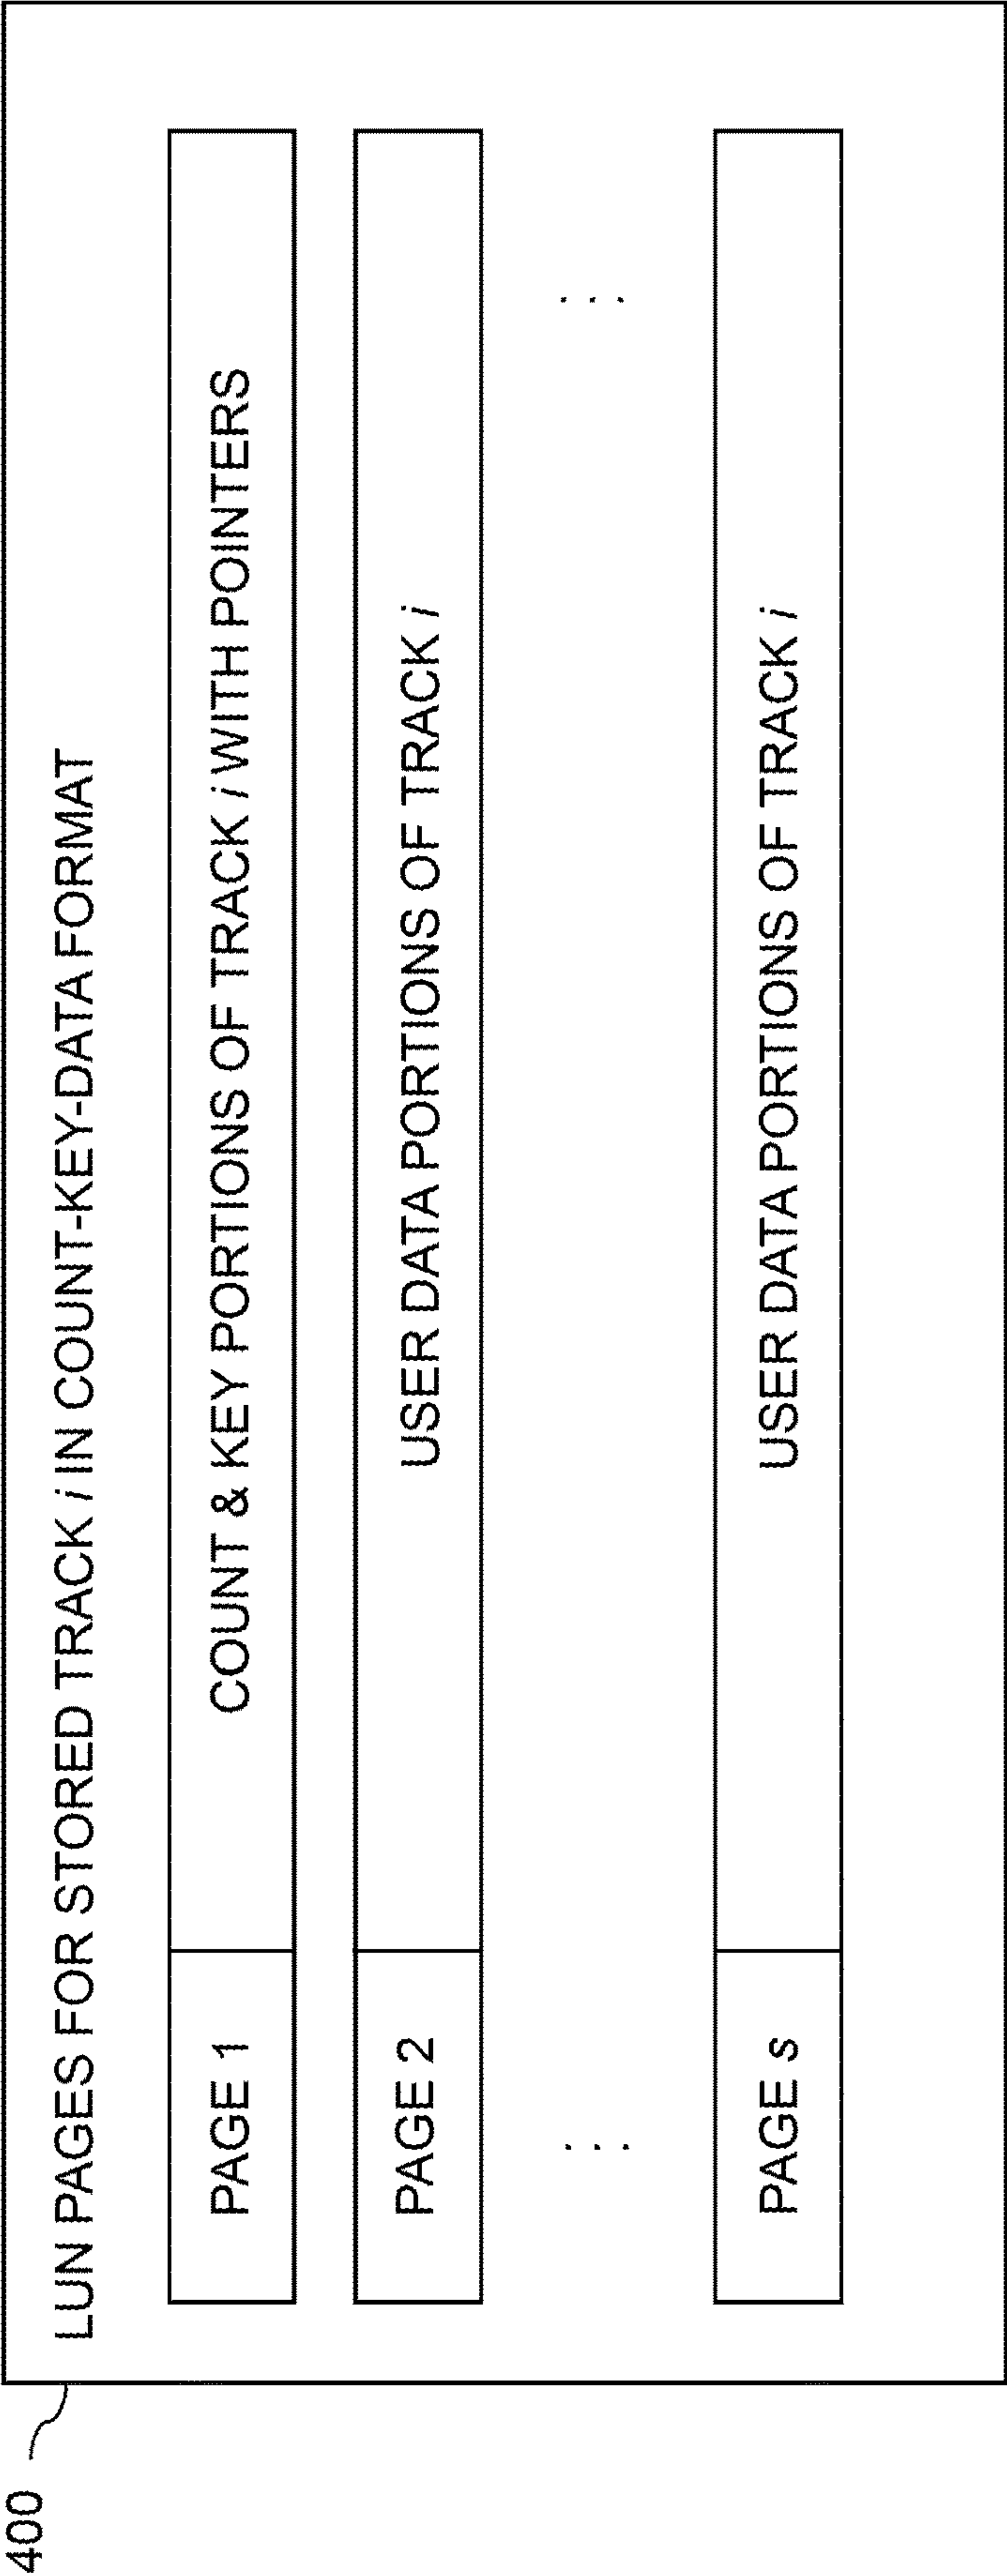 400
LUN PAGES FOR STORED TRACK i IN COUNT-KEY-DATA FORMAT
PAGE 1
COUNT & KEY PORTIONS OF TRACK i WITH POINTERS
PAGE 2
USER DATA PORTIONS OF TRACK i
. . .
. . .
PAGE s
USER DATA PORTIONS OF TRACK i